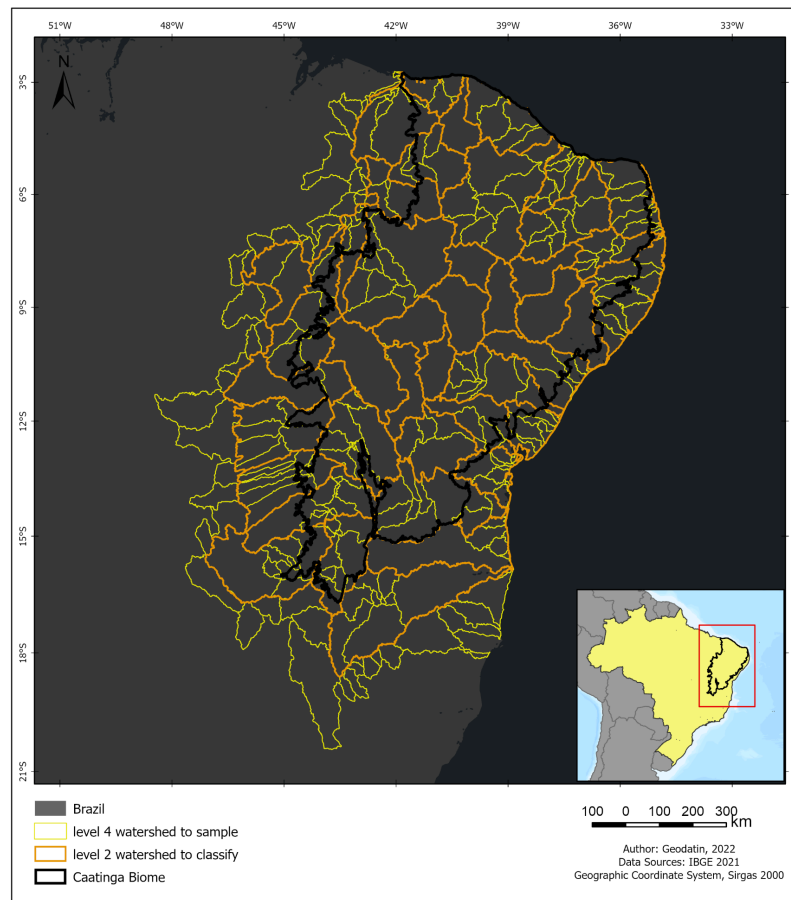 51°W 48°W 45°W 42°W 39°W 36°W 33°W
N
3°S
6°S
9°S
12°S
15°S
18°S
21°S
Brazil
level 4 watershed to sample
level 2 watershed to classify
Caatinga Biome
100 0 100 200 300
km
Author: Geodatin, 2022
Data Sources: IBGE 2021
Geographic Coordinate System, Sirgas 2000